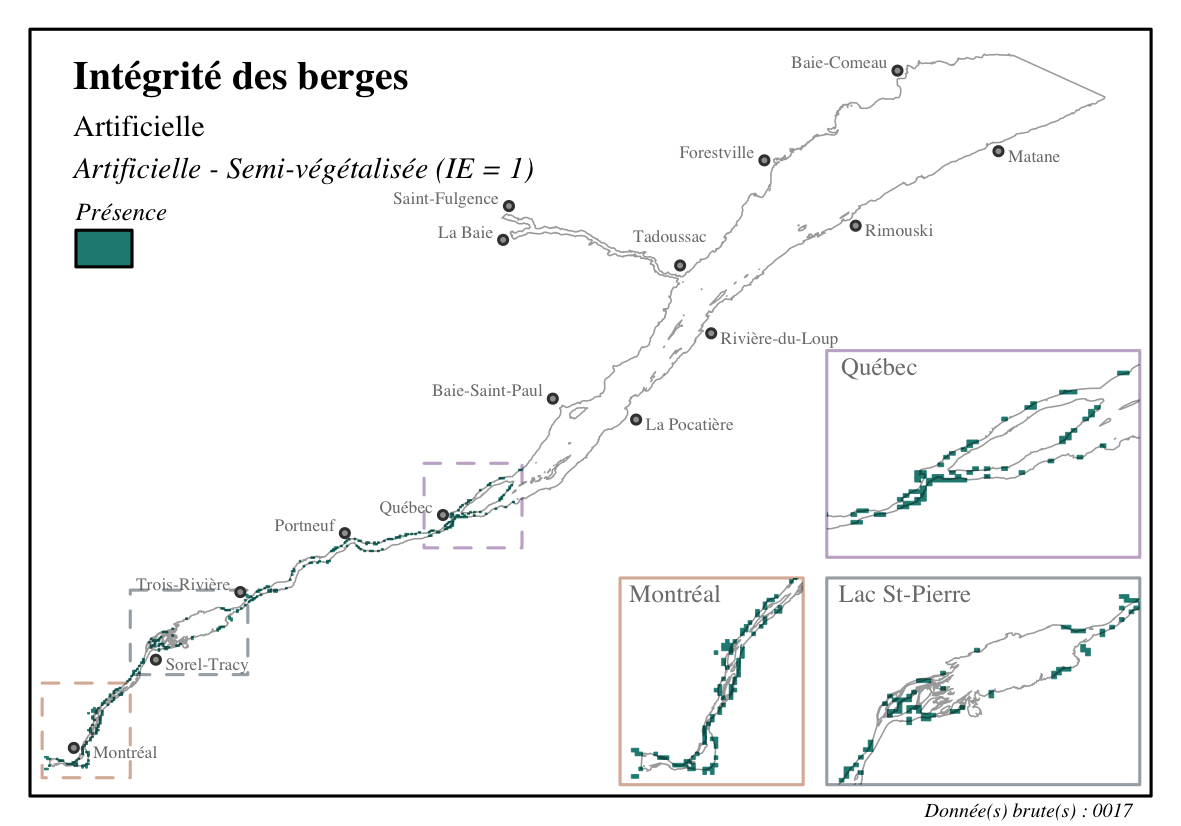 Intégrité des berges
Artificielle
Artificielle - Semi-végétalisée (IE = 1)
Présence
Baie-Comeau
Forestville
Matane
Saint-Fulgence
La Baie
Tadoussac
Rimouski
Rivière-du-Loup
Baie-Saint-Paul
La Pocatière
Québec
Portneuf
Trois-Rivière
Sorel-Tracy
Montréal
Québec
Montréal
Lac St-Pierre
Donnée(s) brute(s) : 0017